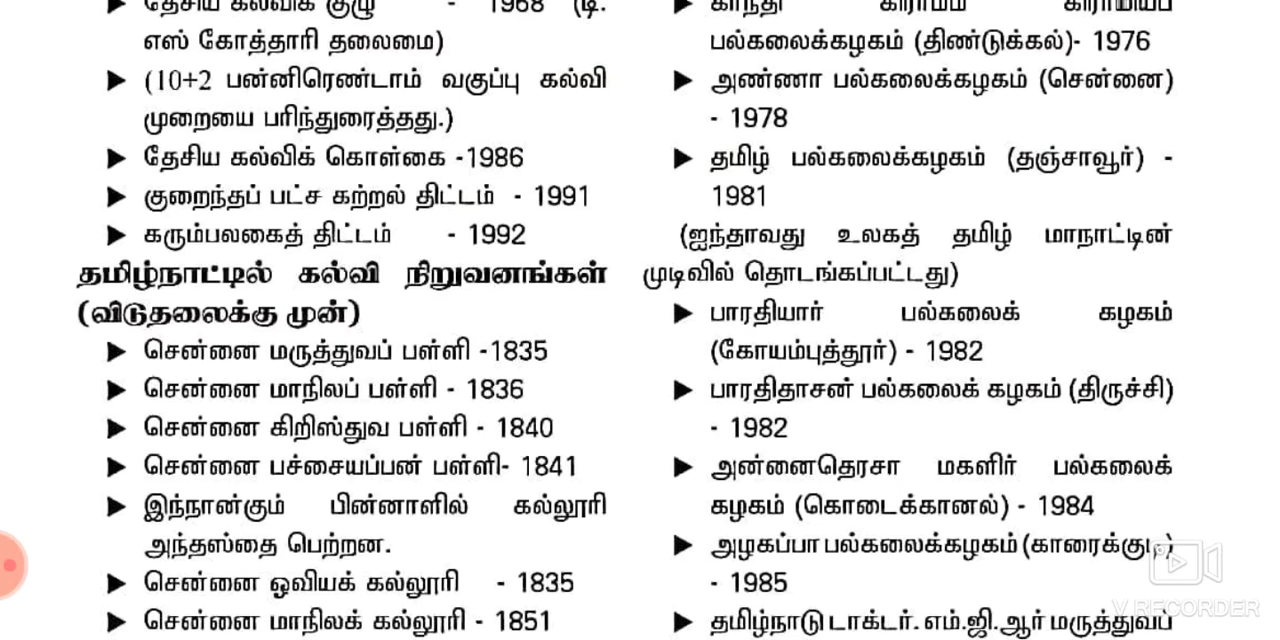 தேசிய கல்விக் குழு - 1968 (டி.
எஸ் கோத்தாரி தலைமை)
➤ (10+2 பன்னிரெண்டாம் வகுப்பு கல்வி
முறையை பரிந்துரைத்தது.)
➤ தேசிய கல்விக் கொள்கை -1986
➤ குறைந்தப் பட்ச கற்றல் திட்டம் - 1991
➤ கரும்பலகைத் திட்டம் - 1992
தமிழ்நாட்டில் கல்வி நிறுவனங்கள்
(விடுதலைக்கு முன்)
➤ சென்னை மருத்துவப் பள்ளி -1835
➤ சென்னை மாநிலப் பள்ளி - 1836
➤ சென்னை கிறிஸ்துவ பள்ளி - 1840
➤ சென்னை பச்சையப்பன் பள்ளி- 1841
➤ இந்நான்கும் பின்னாளில் கல்லூரி
அந்தஸ்தை பெற்றன.
➤ சென்னை ஓவியக் கல்லூரி - 1835
➤ சென்னை மாநிலக் கல்லூரி - 1851
➤ காந்தி கிராமம் கிராமியப்
பல்கலைக்கழகம் (திண்டுக்கல்)- 1976
➤ அண்ணா பல்கலைக்கழகம் (சென்னை)
- 1978
➤ தமிழ் பல்கலைக்கழகம் (தஞ்சாவூர்) -
1981
(ஐந்தாவது உலகத் தமிழ் மாநாட்டின்
முடிவில் தொடங்கப்பட்டது)
➤ பாரதியார் பல்கலைக் கழகம்
(கோயம்புத்தூர்) - 1982
➤ பாரதிதாசன் பல்கலைக் கழகம் (திருச்சி)
- 1982
➤ அன்னைதெரசா மகளிர் பல்கலைக்
கழகம் (கொடைக்கானல்) - 1984
➤ அழகப்பா பல்கலைக்கழகம் (காரைக்குடி)
- 1985
➤ தமிழ்நாடு டாக்டர். எம்.ஜி.ஆர் மருத்துவப்
V RECORDER